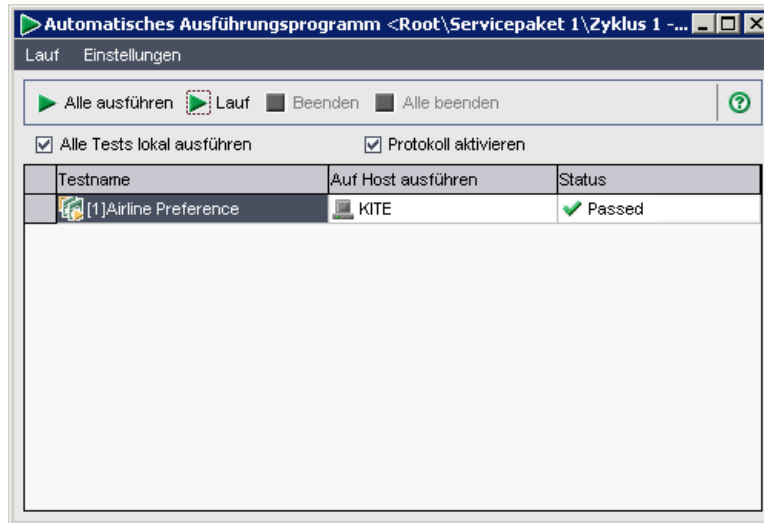 Automatisches Ausführungsprogramm <Root\Servicepaket 1\Zyklus 1 -...
Lauf Einstellungen
Alle ausführen Lauf Beenden Alle beenden
Alle Tests lokal ausführen Protokoll aktivieren
Testname Auf Host ausführen Status
[1]Airline Preference KITE Passed